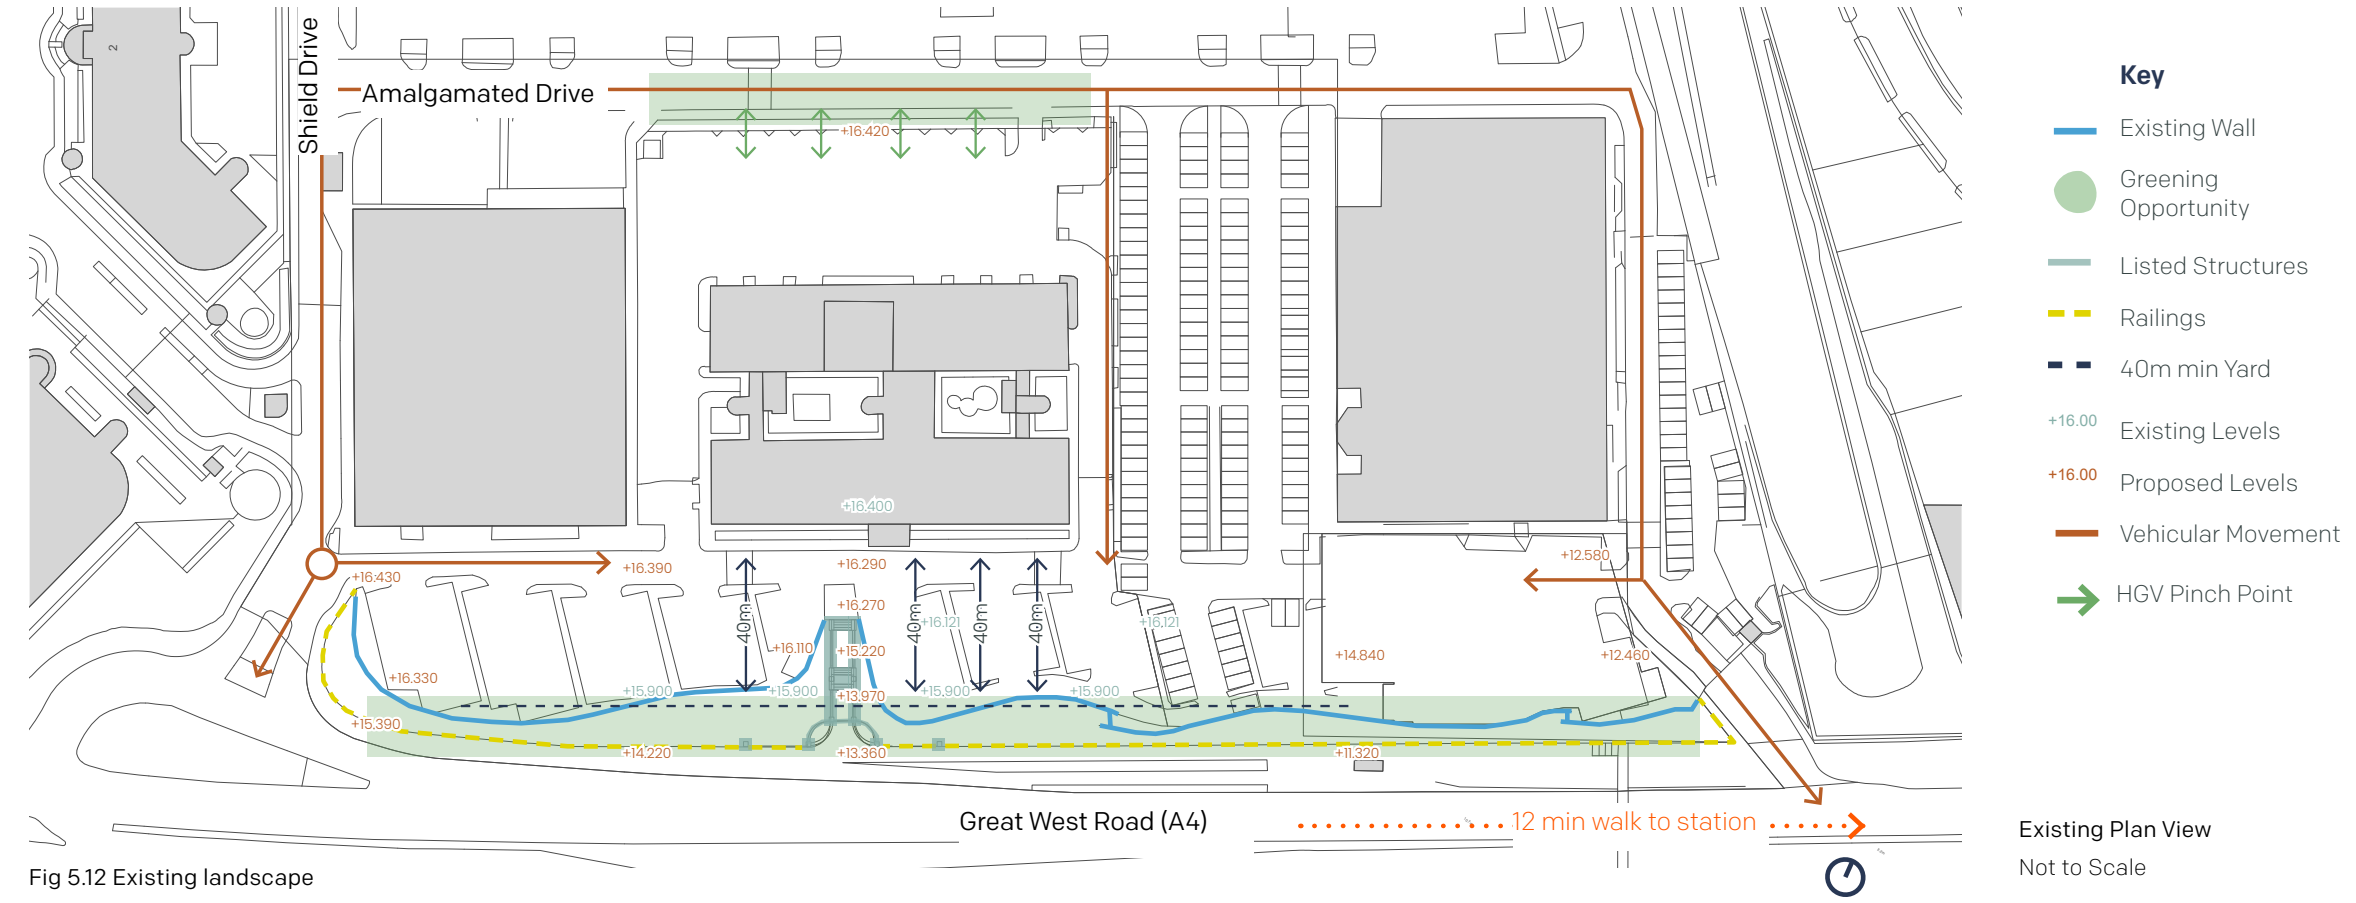 2
Shield Drive
Amalgamated Drive
+16.420
+16.400
+16.430
+16.390
+16.290
+12.580
+16.270
40m
40m
40m
40m
+16.121
+16.121
+16.110
+15.220
+14.840
+12.460
+16.330
+15.900
+15.900
+13.970
+15.900
+15.900
+15.390
+14.220
+13.360
+11.320
Great West Road (A4)
12 min walk to station
Fig 5.12 Existing landscape
Key
Existing Wall
Greening
Opportunity
Listed Structures
Railings
40m min Yard
+16.00
Existing Levels
+16.00
Proposed Levels
Vehicular Movement
HGV Pinch Point
Existing Plan View
Not to Scale